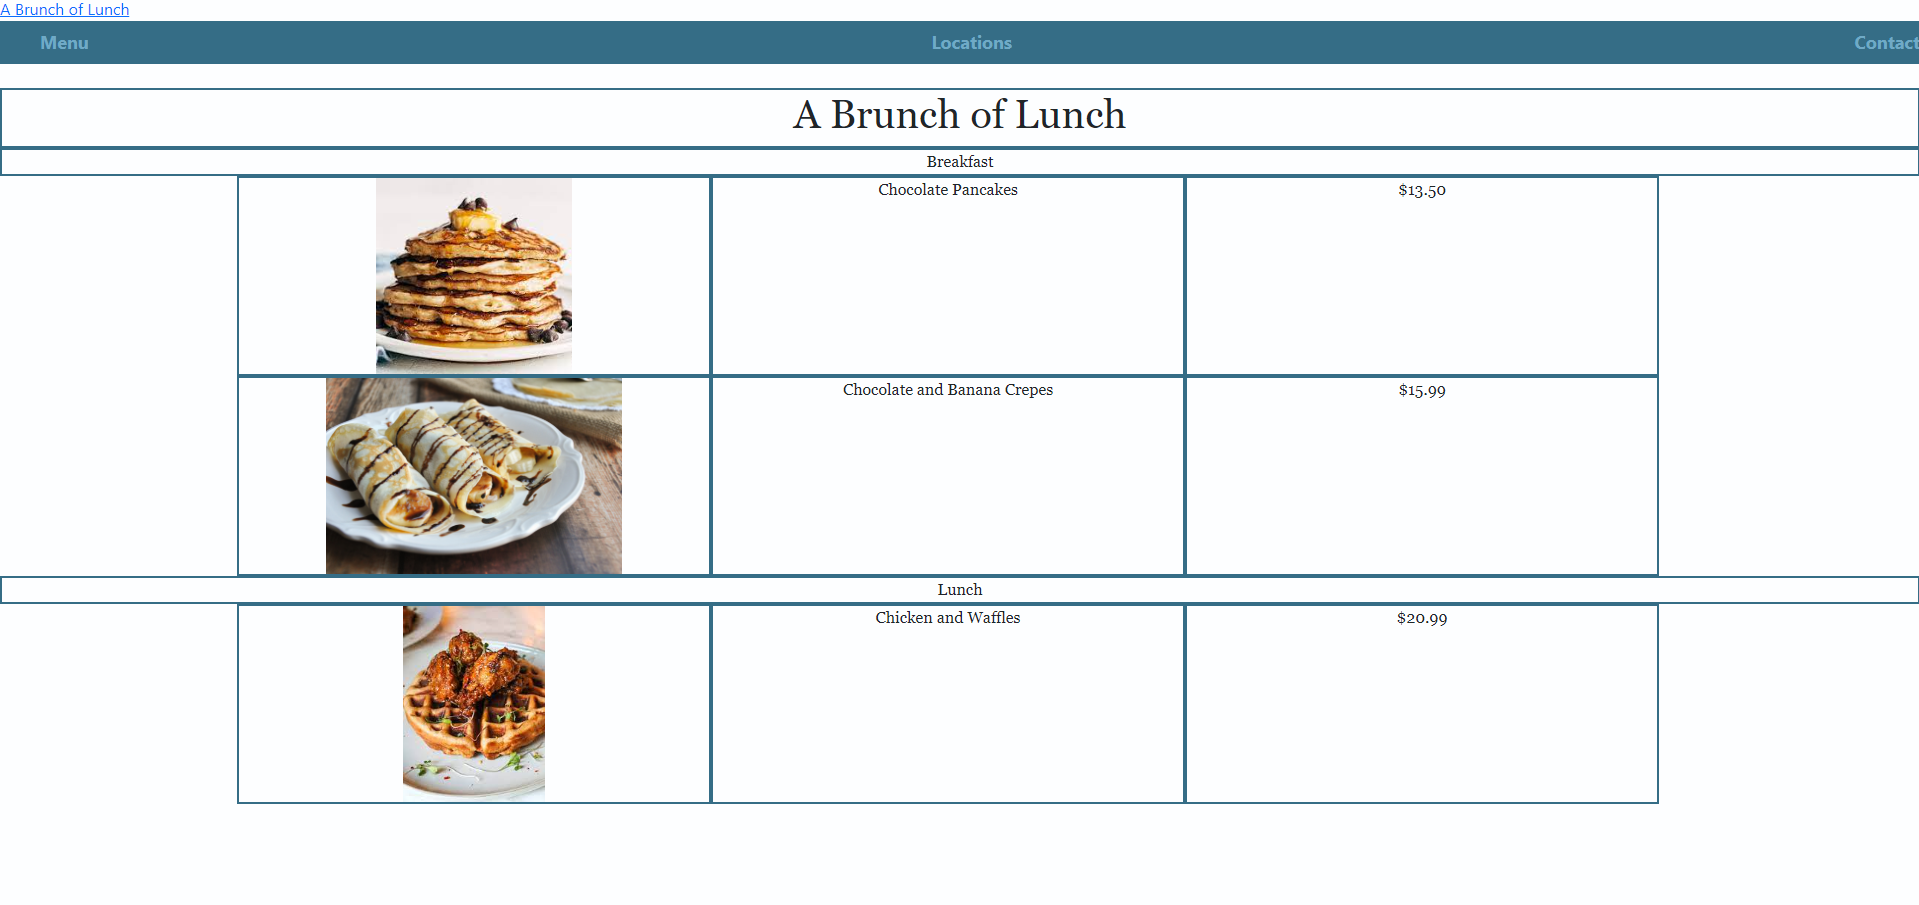 A Brunch of Lunch
Menu Locations Contact
A Brunch of Lunch
Breakfast
Chocolate Pancakes $13.50
Chocolate and Banana Crepes $15.99
Lunch
Chicken and Waffles $20.99